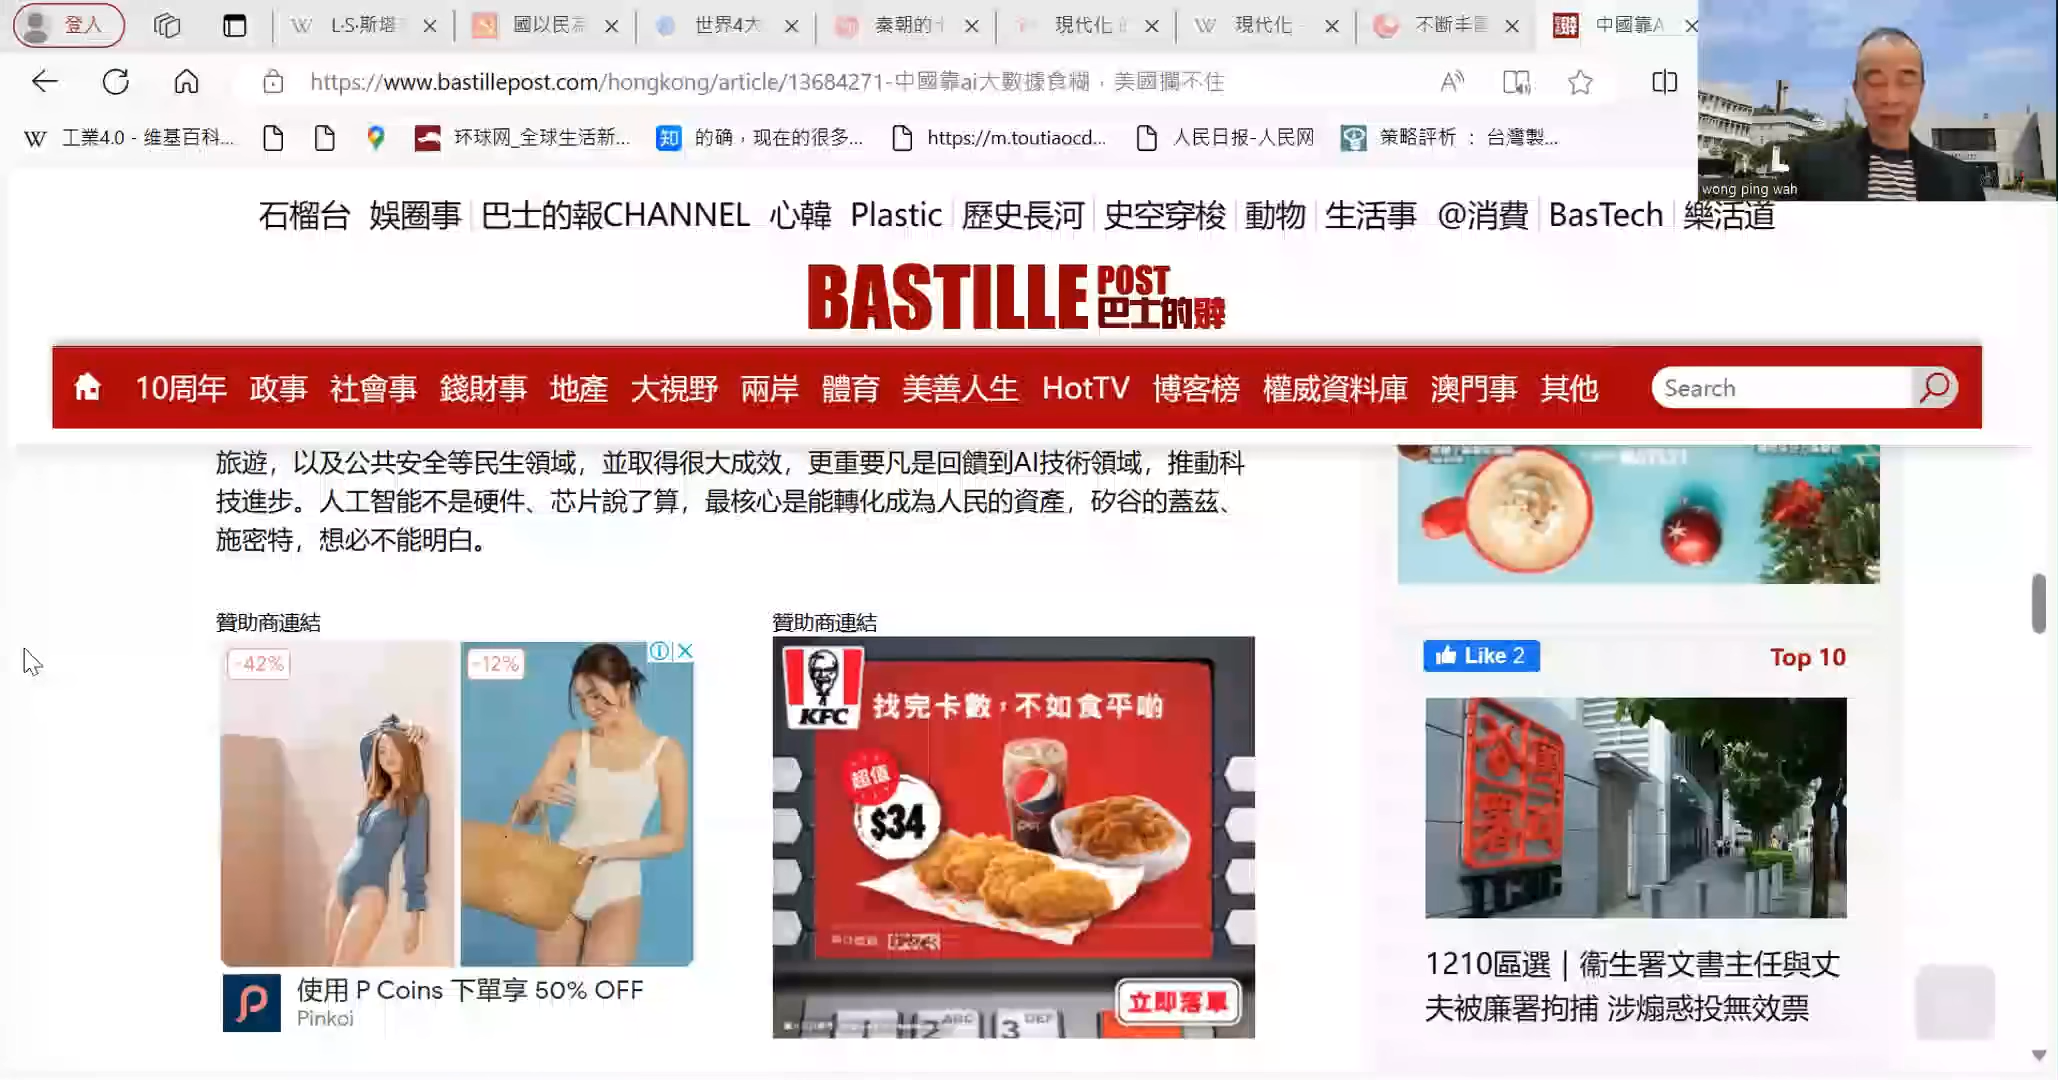 登入
L·S·斯塔
國以民
世界4大
秦朝的十
現代化
現代化 -
不断丰
中國靠A
https://www.bastillepost.com/hongkong/article/13684271-中國靠ai大數據食糊，美國攔不住
工業4.0 - 维基百科...
环球网_全球生活新...
知
的确，现在的很多...
https://m.toutiaocd...
人民日报-人民网
策略評析 ： 台灣製...
wong ping wah
石榴台 娛圈事 巴士的報CHANNEL 心韓 Plastic 歷史長河 史空穿梭 動物 生活事 @消費 BasTech 樂活道
BASTILLE POST 巴士的報
10周年 政事 社會事 錢財事 地產 大視野 兩岸 體育 美善人生 HotTV 博客榜 權威資料庫 澳門事 其他 Search
旅遊，以及公共安全等民生領域，並取得很大成效，更重要凡是回饋到AI技術領域，推動科
技進步。人工智能不是硬件、芯片說了算，最核心是能轉化成為人民的資產，矽谷的蓋茲、
施密特，想必不能明白。
贊助商連結
-42%
-12%
使用 P Coins 下單享 50% OFF
Pinkoi
贊助商連結
KFC
找完卡數，不如食平啲
超值
$34
立即落單
1
2 ABC
3 DEF
Like 2
Top 10
廉政公署
ICAC
1210區選｜衞生署文書主任與丈
夫被廉署拘捕 涉煽惑投無效票